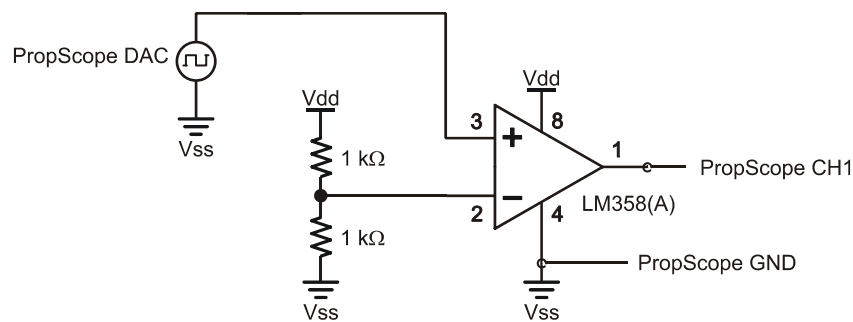 PropScope DAC
Vss
Vdd
1 kΩ
1 kΩ
Vss
3
+
2
−
Vdd
8
1
PropScope CH1
LM358(A)
4
PropScope GND
Vss